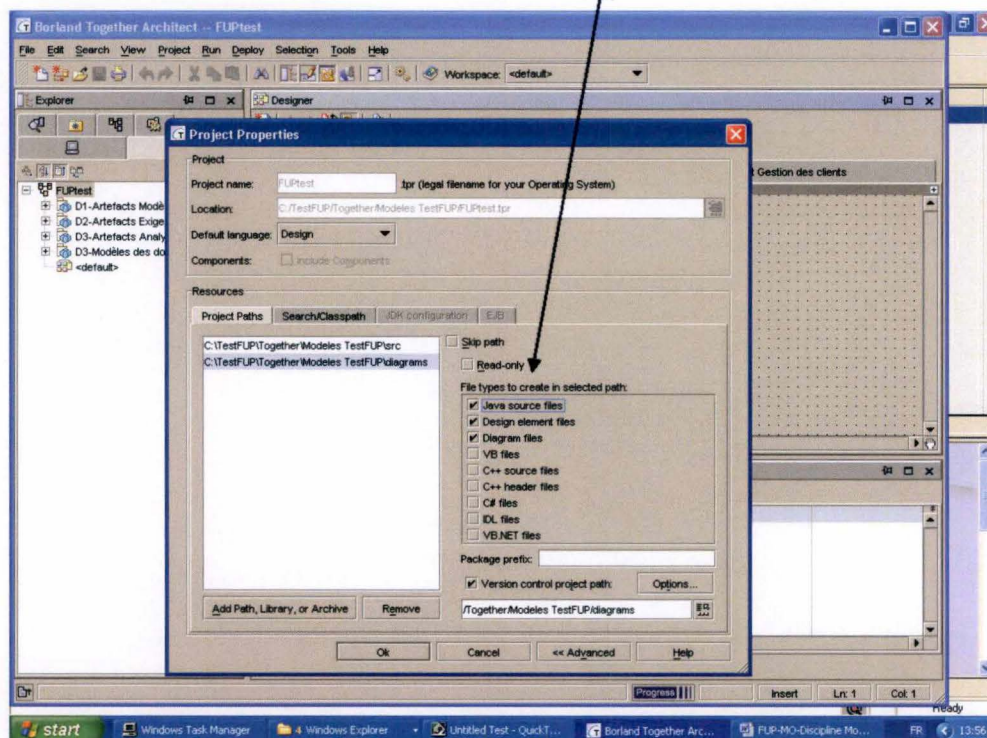 Borland Together Architect -- FUPtest
File Edit Search View Project Run Deploy Selection Tools Help
Workspace: <default>
Explorer
Designer
Project Properties
Project
Project name: FUPtest .tpr (legal filename for your Operating System)
Location: C:/TestFUP/Together/Modeles TestFUP/FUPtest.tpr
Default language: Design
Components: Include Components
FUPtest
D1-Artefacts Modè
D2-Artefacts Exige
D3-Artefacts Analy
D3-Modèles des do
<default>
Gestion des clients
Resources
Project Paths Search/Classpath JDK configuration EJB
C:\TestFUP\Together\Modeles TestFUP\src
C:\TestFUP\Together\Modeles TestFUP\diagrams
Skip path
Read-only
File types to create in selected path:
Java source files
Design element files
Diagram files
VB files
C++ source files
C++ header files
C# files
IDL files
VB.NET files
Package prefix:
Version control project path: Options...
Add Path, Library, or Archive Remove
/Together/Modeles TestFUP/diagrams
Ok Cancel << Advanced Help
Progress Insert Ln: 1 Col: 1
Ready
start Windows Task Manager 4 Windows Explorer Untitled Test - QuickT... Borland Together Arc... FUP-MO-Discipline Mo... FR 13:56